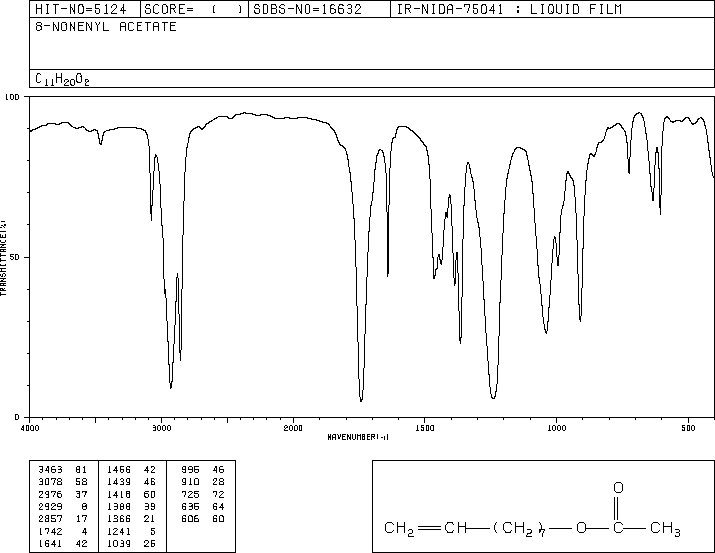 HIT-NO=5124 SCORE= ( ) SDBS-NO=16632 IR-NIDA-75041 : LIQUID FILM
8-NONENYL ACETATE
C11H20O2
100
TRANSMITTANCE(%)
50
0
4000 3000 2000 1500 1000 500
WAVENUMBER(-1)
3463 81 1466 42 996 46
3078 58 1439 46 910 28
2976 37 1418 60 725 72
2929 8 1388 39 635 64
2857 17 1366 21 606 60
1742 4 1241 5
1641 42 1039 26
O
CH2=CH-(CH2)7-O-C-CH3